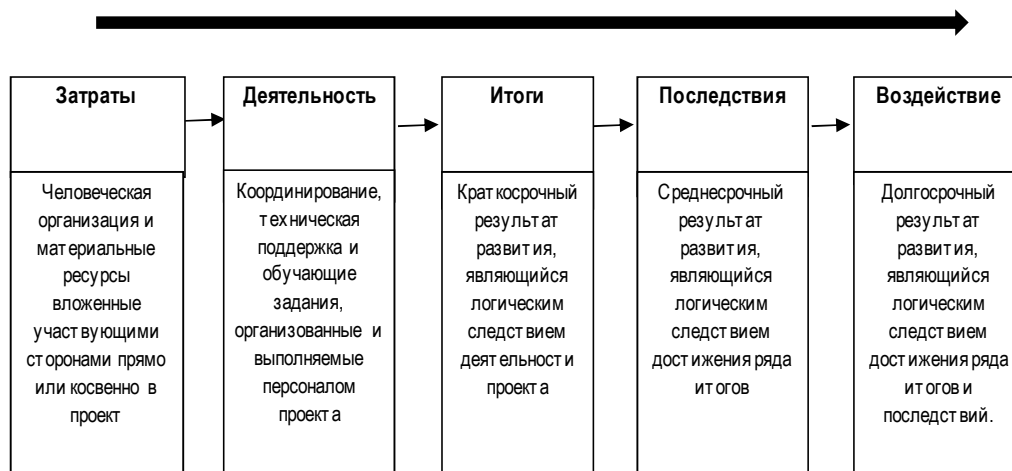 Затраты
Человеческая
организация и
материальные
ресурсы
вложенные
участвующими
сторонами прямо
или косвенно в
проект
Деятельность
Координирование,
техническая
поддержка и
обучающие
задания,
организованные и
выполняемые
персоналом
проекта
Итоги
Краткосрочный
результат
развития,
являющийся
логическим
следствием
деятельности
проекта
Последствия
Среднесрочный
результат
развития,
являющийся
логическим
следствием
достижения ряда
итогов
Воздействие
Долгосрочный
результат
развития,
являющийся
логическим
следствием
достижения ряда
итогов и
последствий.